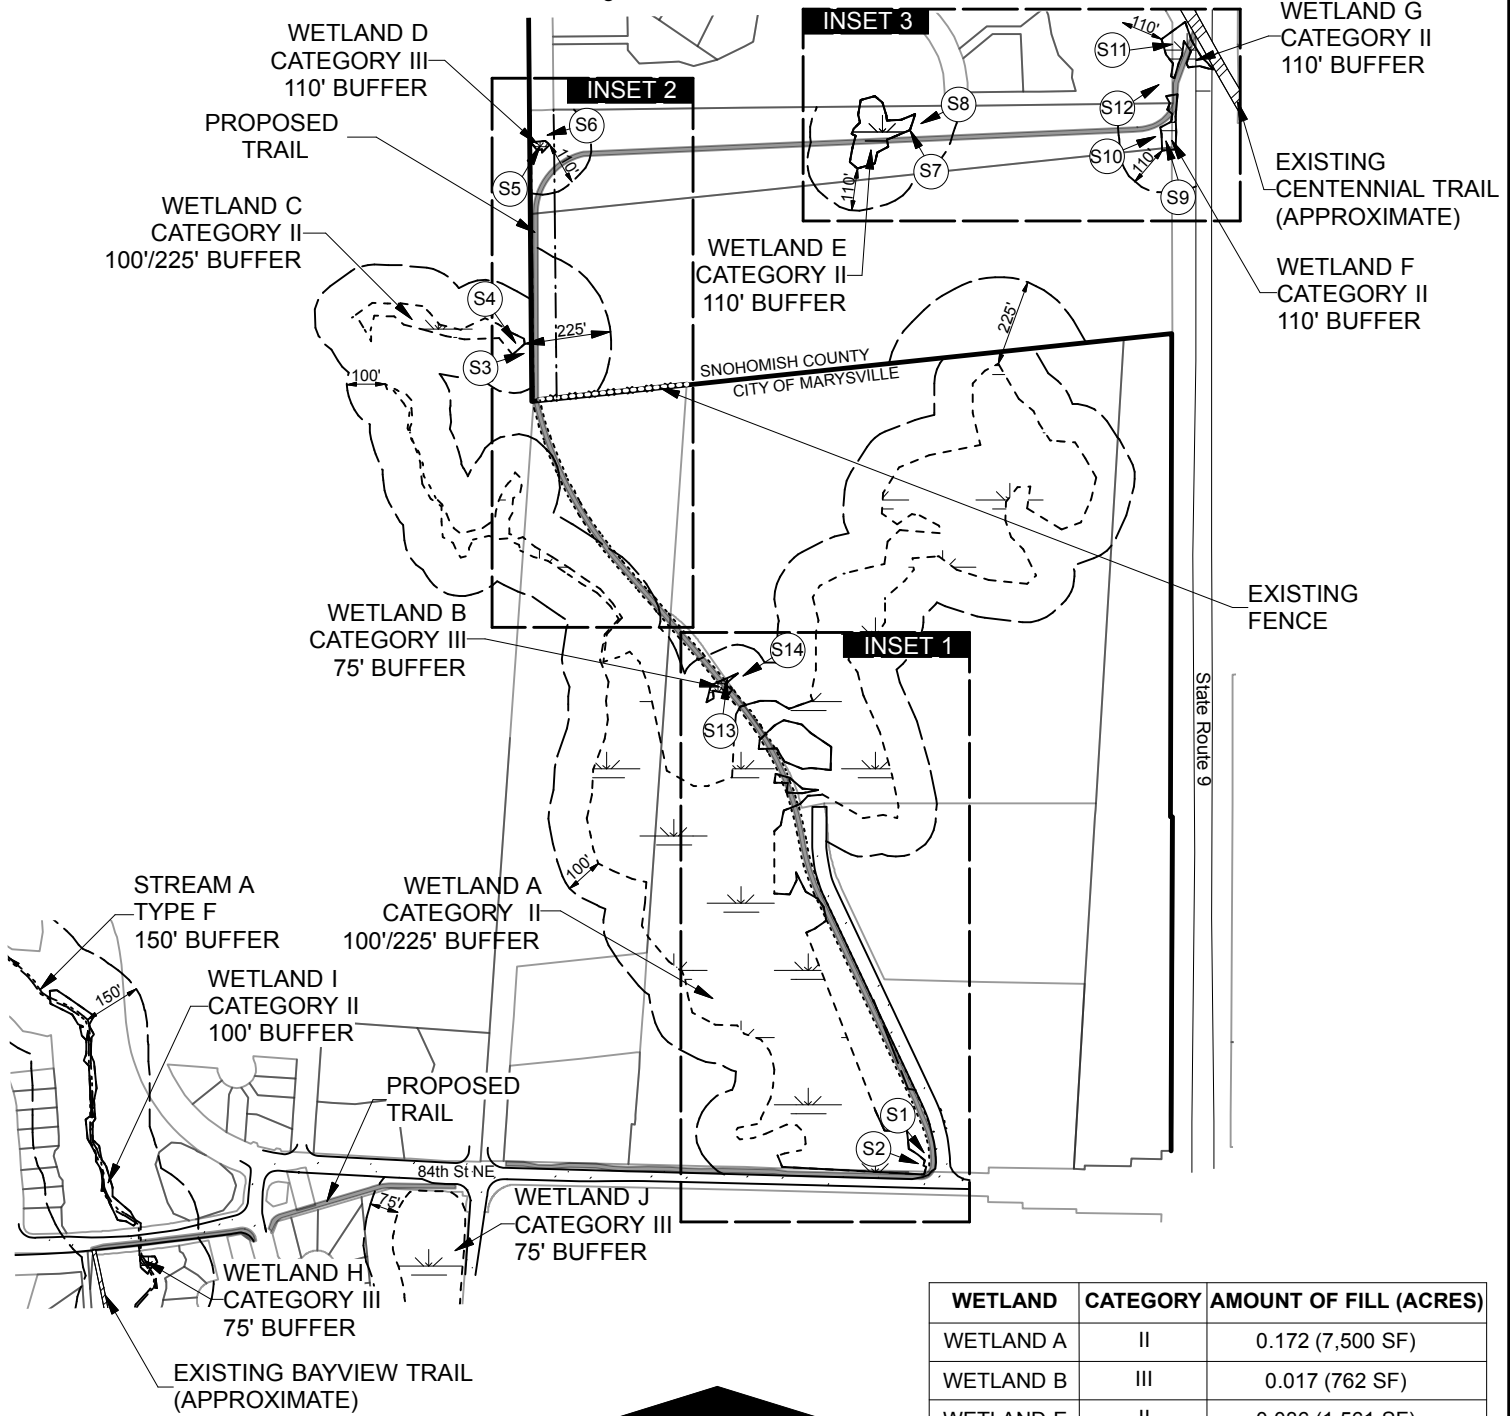 WETLAND D
CATEGORY III
110' BUFFER
INSET 3
WETLAND G
CATEGORY II
110' BUFFER
110'
S11
INSET 2
S8
S12
PROPOSED
TRAIL
S6
S5
110'
S7
110'
S10
110'
S9
EXISTING
CENTENNIAL TRAIL
(APPROXIMATE)
WETLAND C
CATEGORY II
100'/225' BUFFER
WETLAND E
CATEGORY II
110' BUFFER
WETLAND F
CATEGORY II
110' BUFFER
S4
225'
S3
225'
SNOHOMISH COUNTY
CITY OF MARYSVILLE
100'
EXISTING
FENCE
WETLAND B
CATEGORY III
75' BUFFER
S14
INSET 1
S13
State Route 9
100'
STREAM A
TYPE F
150' BUFFER
WETLAND A
CATEGORY II
100'/225' BUFFER
150'
WETLAND I
CATEGORY II
100' BUFFER
PROPOSED
TRAIL
S1
S2
84th St NE
75'
WETLAND J
CATEGORY III
75' BUFFER
WETLAND H
CATEGORY III
75' BUFFER
EXISTING BAYVIEW TRAIL
(APPROXIMATE)
WETLAND CATEGORY AMOUNT OF FILL (ACRES)
WETLAND A II 0.172 (7,500 SF)
WETLAND B III 0.017 (762 SF)
WETLAND E II